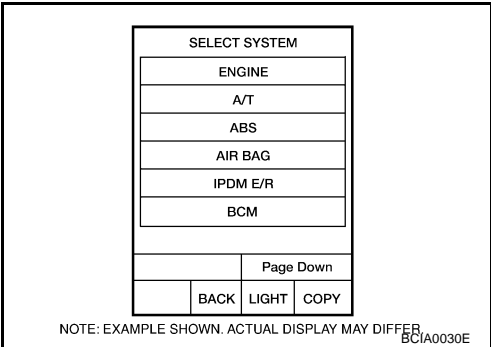 SELECT SYSTEM
ENGINE
A/T
ABS
AIR BAG
IPDM E/R
BCM
Page Down
BACK LIGHT COPY
NOTE: EXAMPLE SHOWN. ACTUAL DISPLAY MAY DIFFER.
BCIA0030E